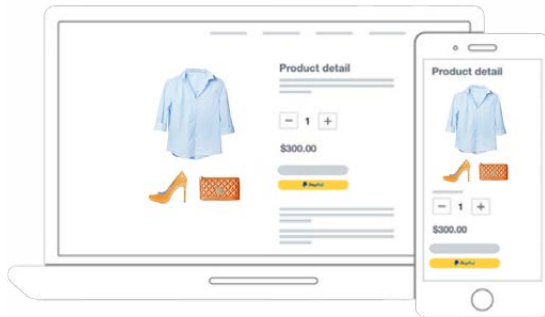 Product detail
− 1 +
$300.00
PayPal
Product detail
− 1 +
$300.00
PayPal